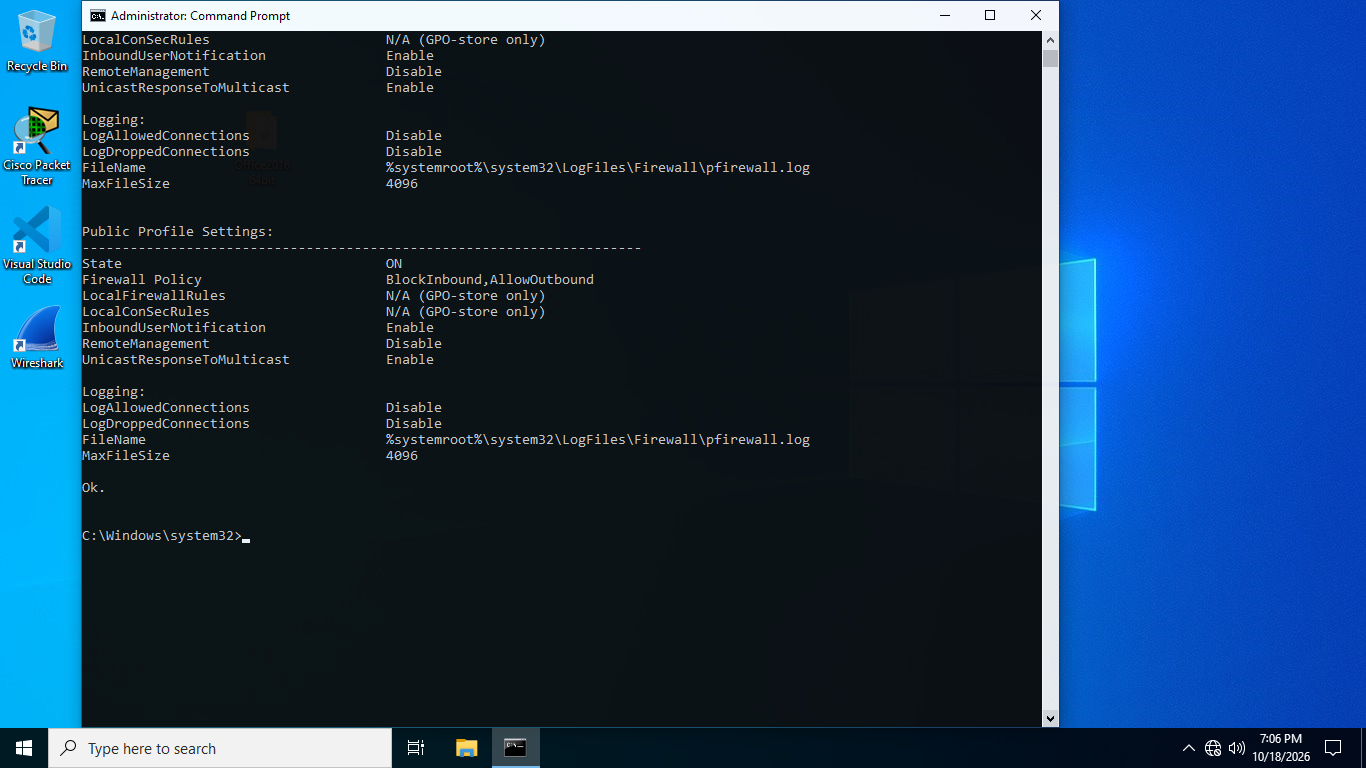 Administrator: Command Prompt
LocalConSecRules N/A (GPO-store only)
InboundUserNotification Enable
RemoteManagement Disable
UnicastResponseToMulticast Enable
Logging:
LogAllowedConnections Disable
LogDroppedConnections Disable
FileName %systemroot%\system32\LogFiles\Firewall\pfirewall.log
MaxFileSize 4096
Public Profile Settings:
----------------------------------------------------------------------
State ON
Firewall Policy BlockInbound,AllowOutbound
LocalFirewallRules N/A (GPO-store only)
LocalConSecRules N/A (GPO-store only)
InboundUserNotification Enable
RemoteManagement Disable
UnicastResponseToMulticast Enable
Logging:
LogAllowedConnections Disable
LogDroppedConnections Disable
FileName %systemroot%\system32\LogFiles\Firewall\pfirewall.log
MaxFileSize 4096
Ok.
C:\Windows\system32>
Recycle Bin
Cisco Packet
Tracer
Visual Studio
Code
Wireshark
Type here to search
7:06 PM
10/18/2026